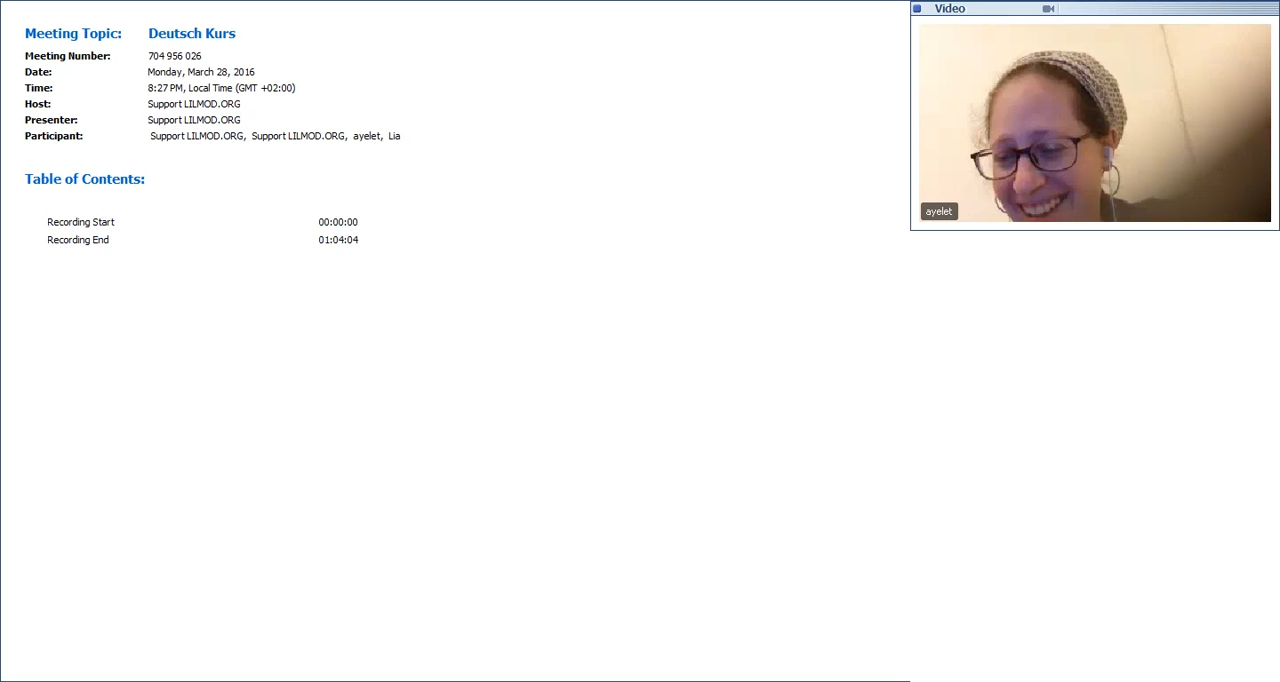 Meeting Topic: Deutsch Kurs
Meeting Number: 704 956 026
Date: Monday, March 28, 2016
Time: 8:27 PM, Local Time (GMT +02:00)
Host: Support LILMOD.ORG
Presenter: Support LILMOD.ORG
Participant: Support LILMOD.ORG, Support LILMOD.ORG, ayelet, Lia
Table of Contents:
Recording Start 00:00:00
Recording End 01:04:04
Video
ayelet